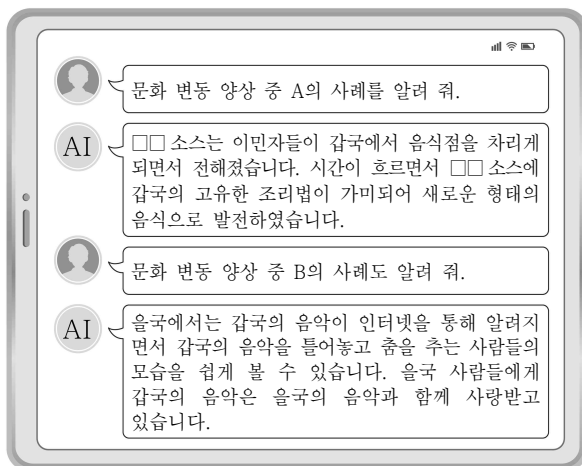 문화 변동 양상 중 A의 사례를 알려 줘.
AI
□□ 소스는 이민자들이 갑국에서 음식점을 차리게
되면서 전해졌습니다. 시간이 흐르면서 □□ 소스에
갑국의 고유한 조리법이 가미되어 새로운 형태의
음식으로 발전하였습니다.
문화 변동 양상 중 B의 사례도 알려 줘.
AI
을국에서는 갑국의 음악이 인터넷을 통해 알려지
면서 갑국의 음악을 틀어놓고 춤을 추는 사람들의
모습을 쉽게 볼 수 있습니다. 을국 사람들에게
갑국의 음악은 을국의 음악과 함께 사랑받고
있습니다.